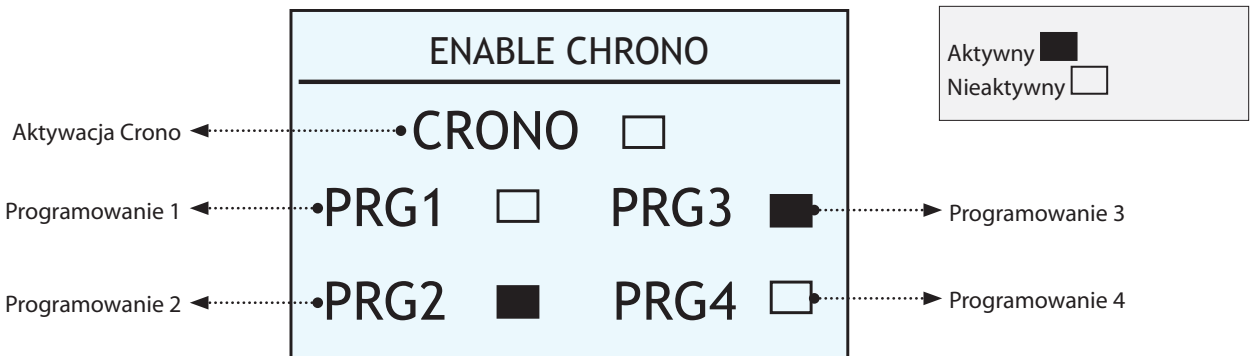 ENABLE CHRONO
Aktywny
Nieaktywny
Aktywacja Crono
CRONO
Programowanie 1
PRG1
PRG3
Programowanie 3
Programowanie 2
PRG2
PRG4
Programowanie 4